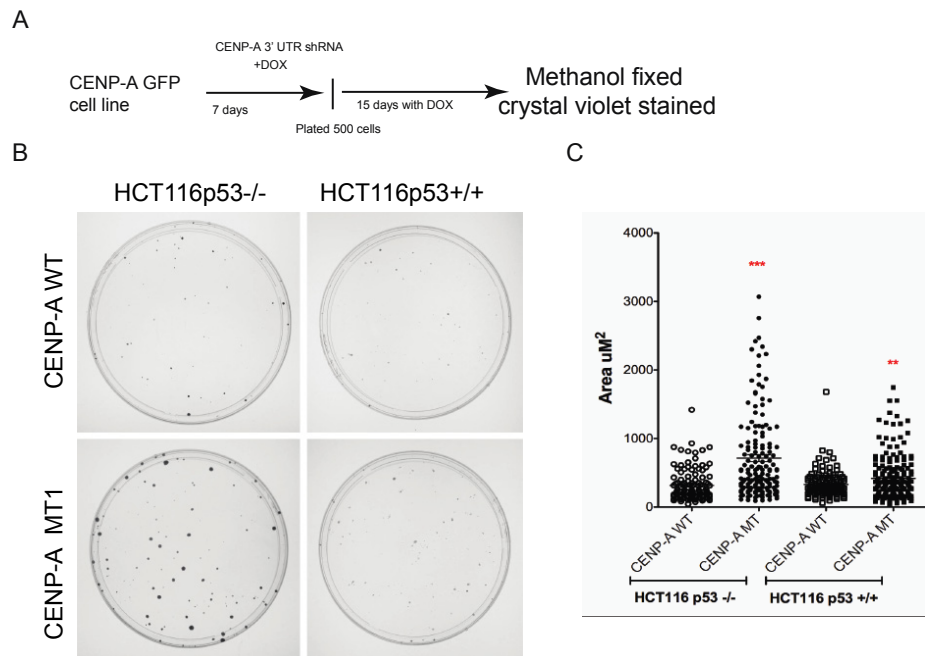 A
CENP-A 3' UTR shRNA
+DOX
CENP-A GFP
cell line
7 days
15 days with DOX
Plated 500 cells
Methanol fixed
crystal violet stained
B
HCT116p53-/-
HCT116p53+/+
CENP-A WT
CENP-A MT1
C
4000
3000
2000
1000
0
Area uM²
***
**
CENP-A WT
CENP-A MT
CENP-A WT
CENP-A MT
HCT116 p53 -/-
HCT116 p53 +/+